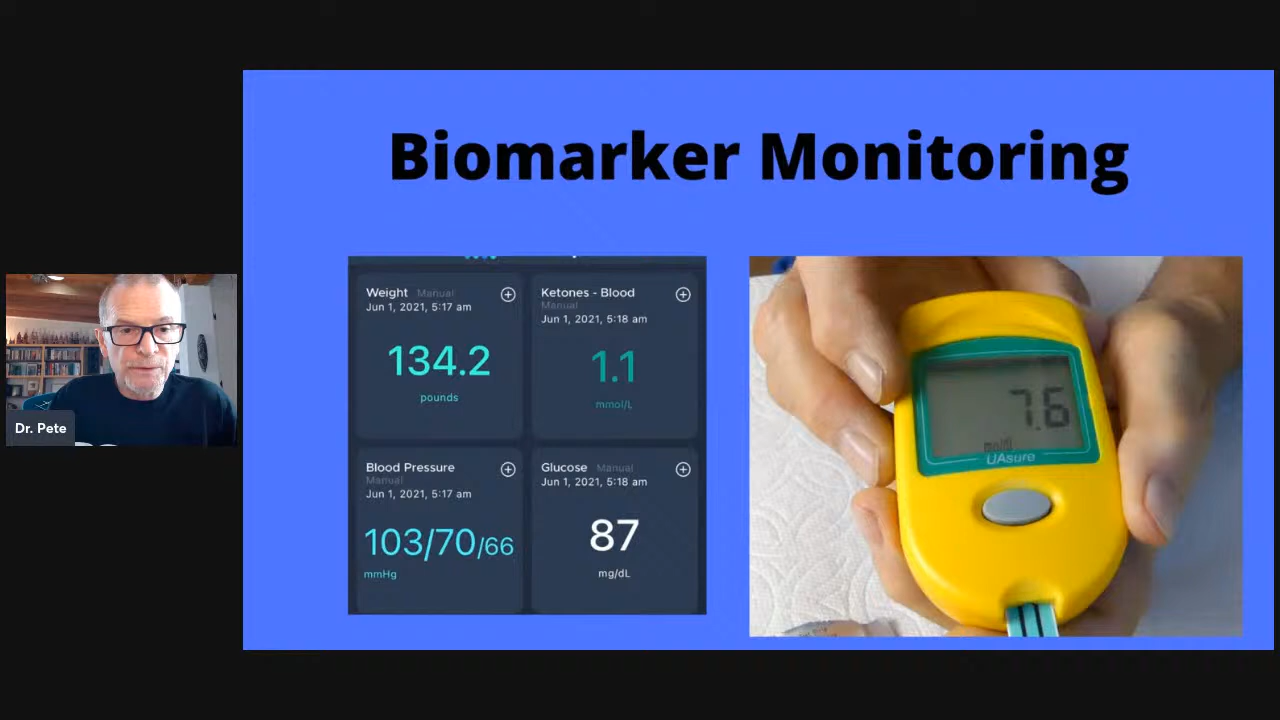 Biomarker Monitoring
Weight Manual
Jun 1, 2021, 5:17 am
134.2
pounds
Ketones - Blood
Manual
Jun 1, 2021, 5:18 am
1.1
mmol/L
Blood Pressure
Manual
Jun 1, 2021, 5:17 am
103/70/66
mmHg
Glucose Manual
Jun 1, 2021, 5:18 am
87
mg/dL
7.6
UAsure
Dr. Pete